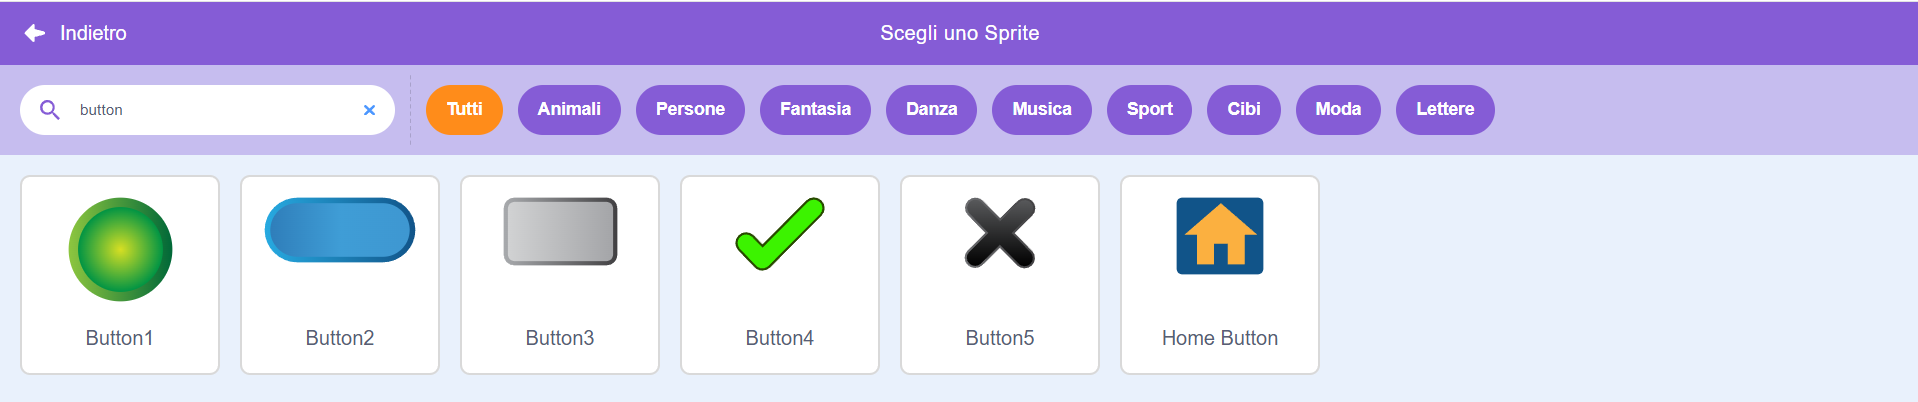 Indietro
Scegli uno Sprite
button
Tutti
Animali
Persone
Fantasia
Danza
Musica
Sport
Cibi
Moda
Lettere
Button1
Button2
Button3
Button4
Button5
Home Button